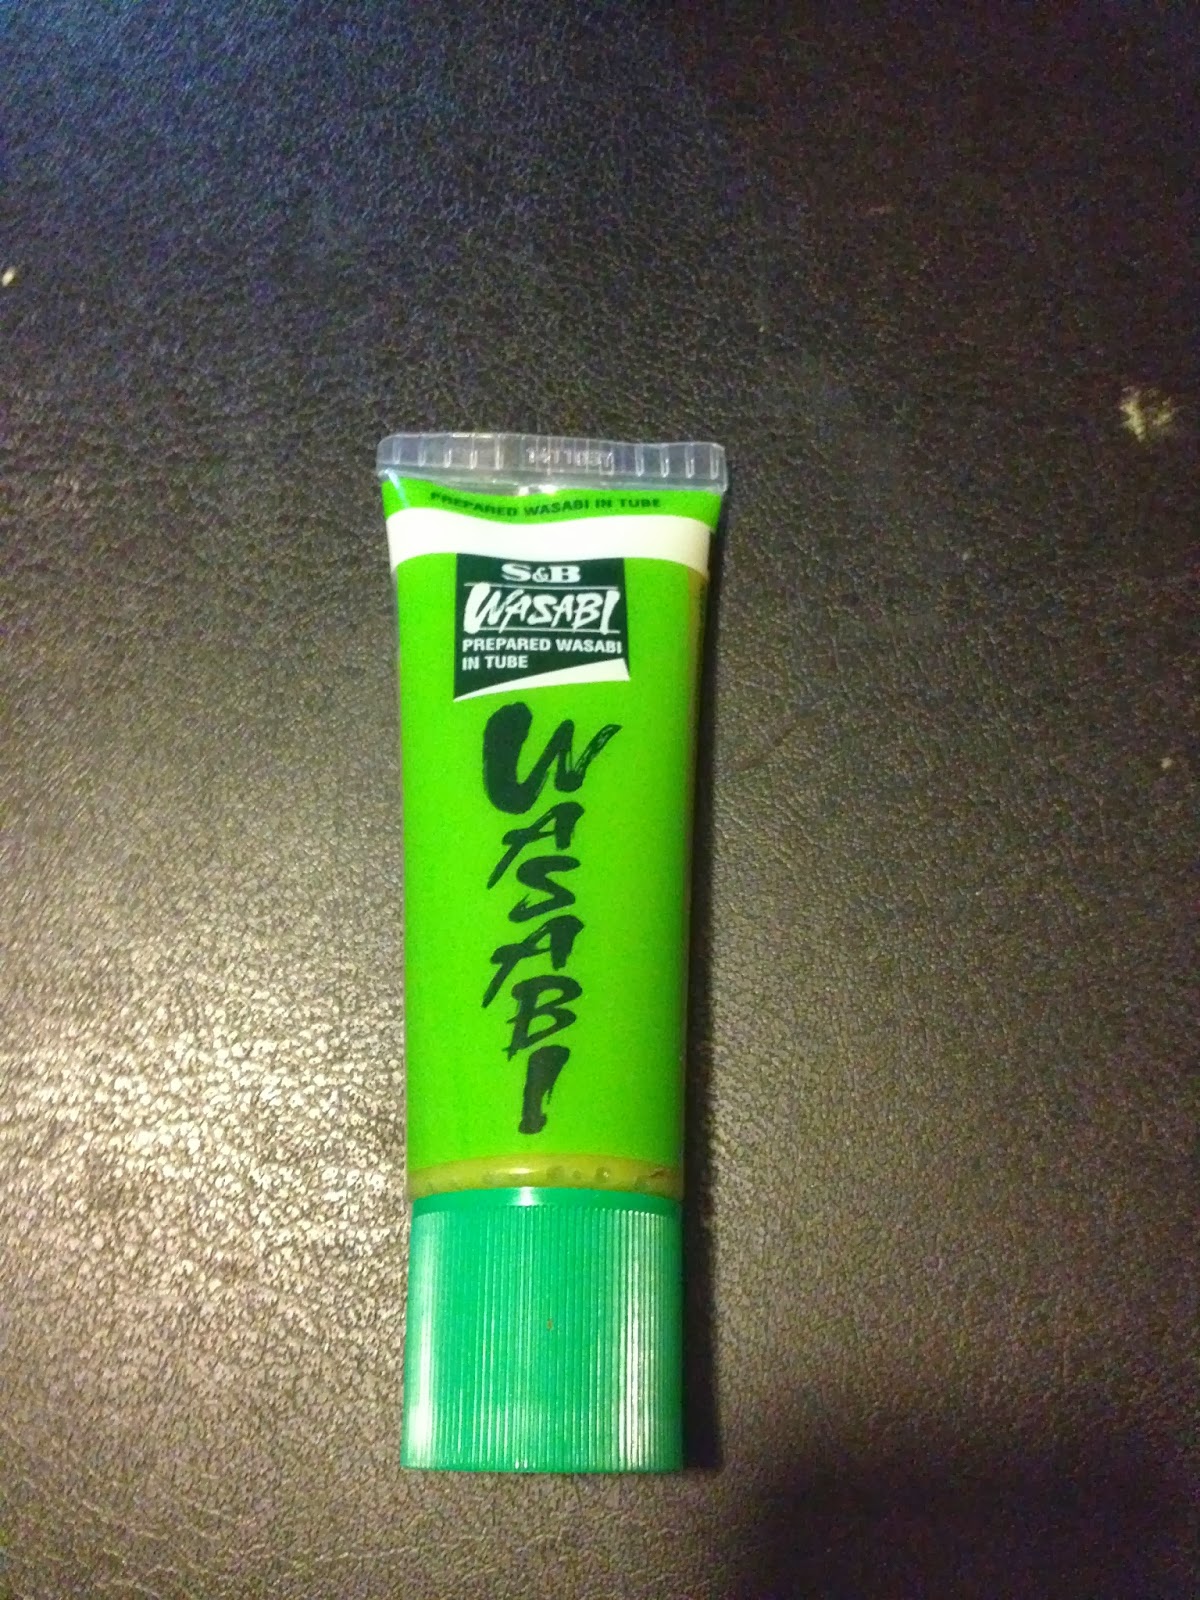 PREPARED WASABI IN TUBE
S&B
WASABI
PREPARED WASABI
IN TUBE
WASABI